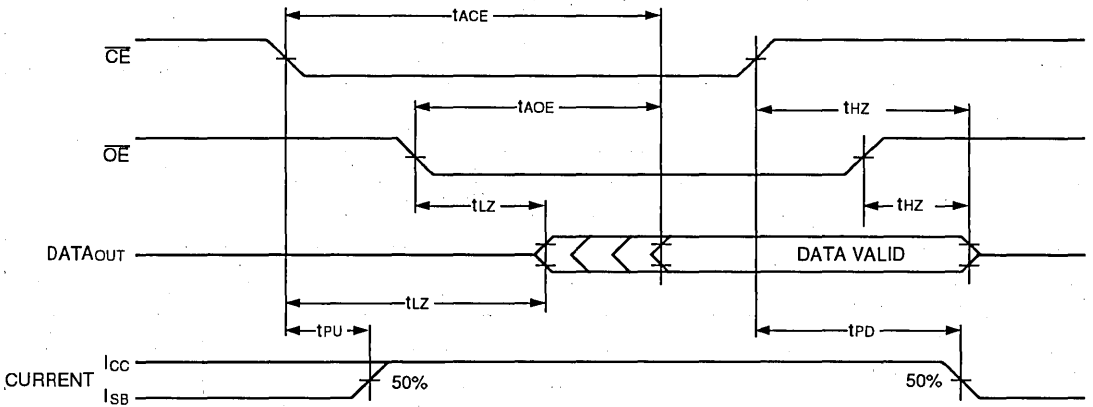 tACE
CE
tAOE
tHZ
OE
tLZ
tHZ
DATAOUT
DATA VALID
tLZ
tPU
tPD
ICC
CURRENT
50%
50%
ISB